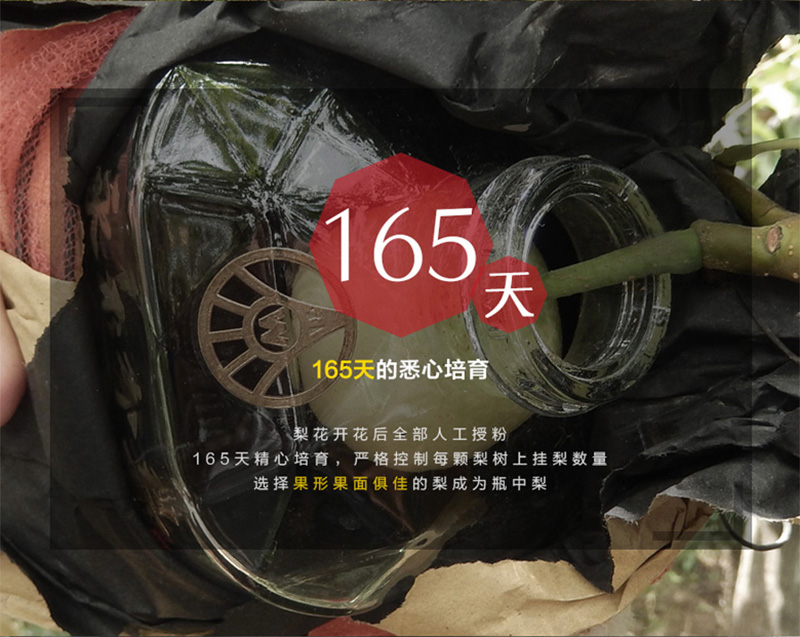 165
天
165天的悉心培育
梨花开花后全部人工授粉
165天精心培育，严格控制每颗梨树上挂梨数量
选择果形果面俱佳的梨成为瓶中梨